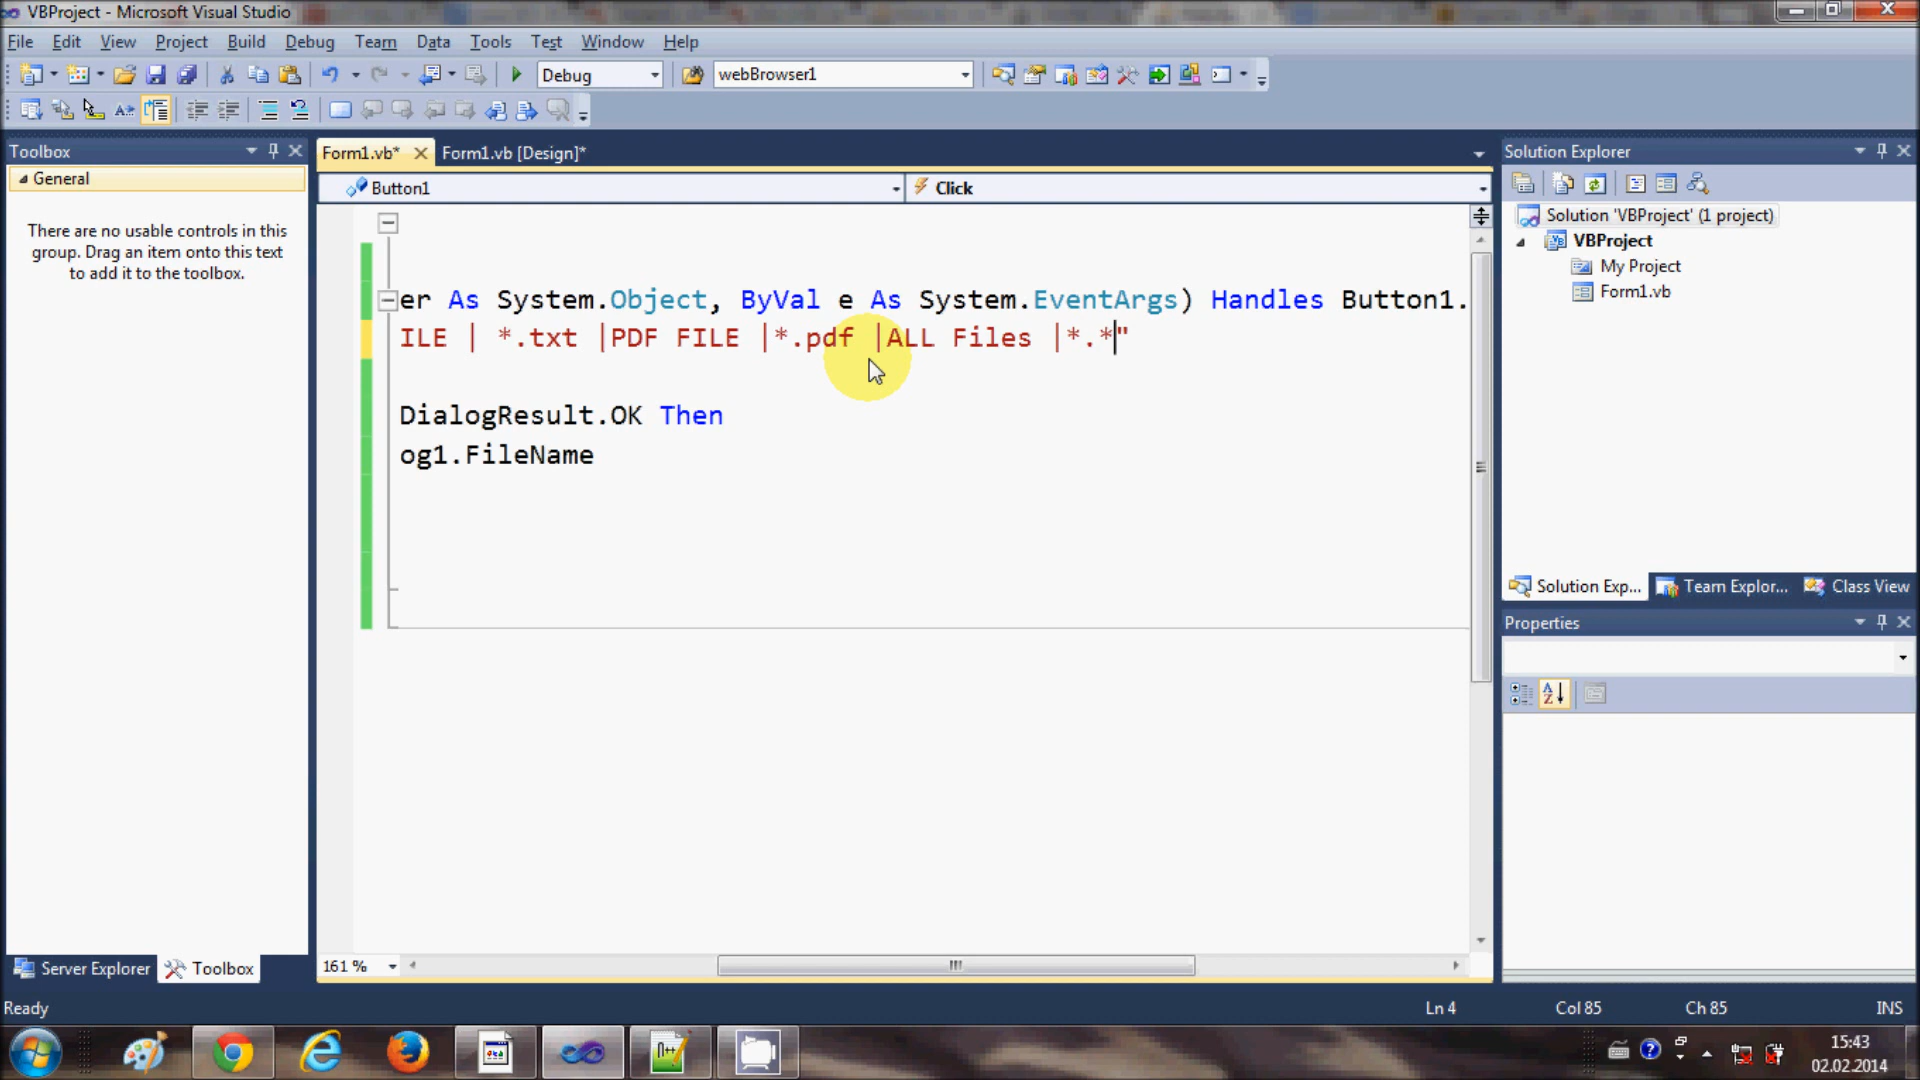 VBProject - Microsoft Visual Studio
File Edit View Project Build Debug Team Data Tools Test Window Help
Debug webBrowser1
Toolbox
General
There are no usable controls in this
group. Drag an item onto this text
to add it to the toolbox.
Server Explorer Toolbox
Form1.vb* Form1.vb [Design]*
Button1 Click
er As System.Object, ByVal e As System.EventArgs) Handles Button1.
ILE | *.txt |PDF FILE |*.pdf |ALL Files |*.*"
DialogResult.OK Then
og1.FileName
161 %
Solution Explorer
Solution 'VBProject' (1 project)
VBProject
My Project
Form1.vb
Solution Exp... Team Explor... Class View
Properties
Ready Ln 4 Col 85 Ch 85 INS
15:43
02.02.2014